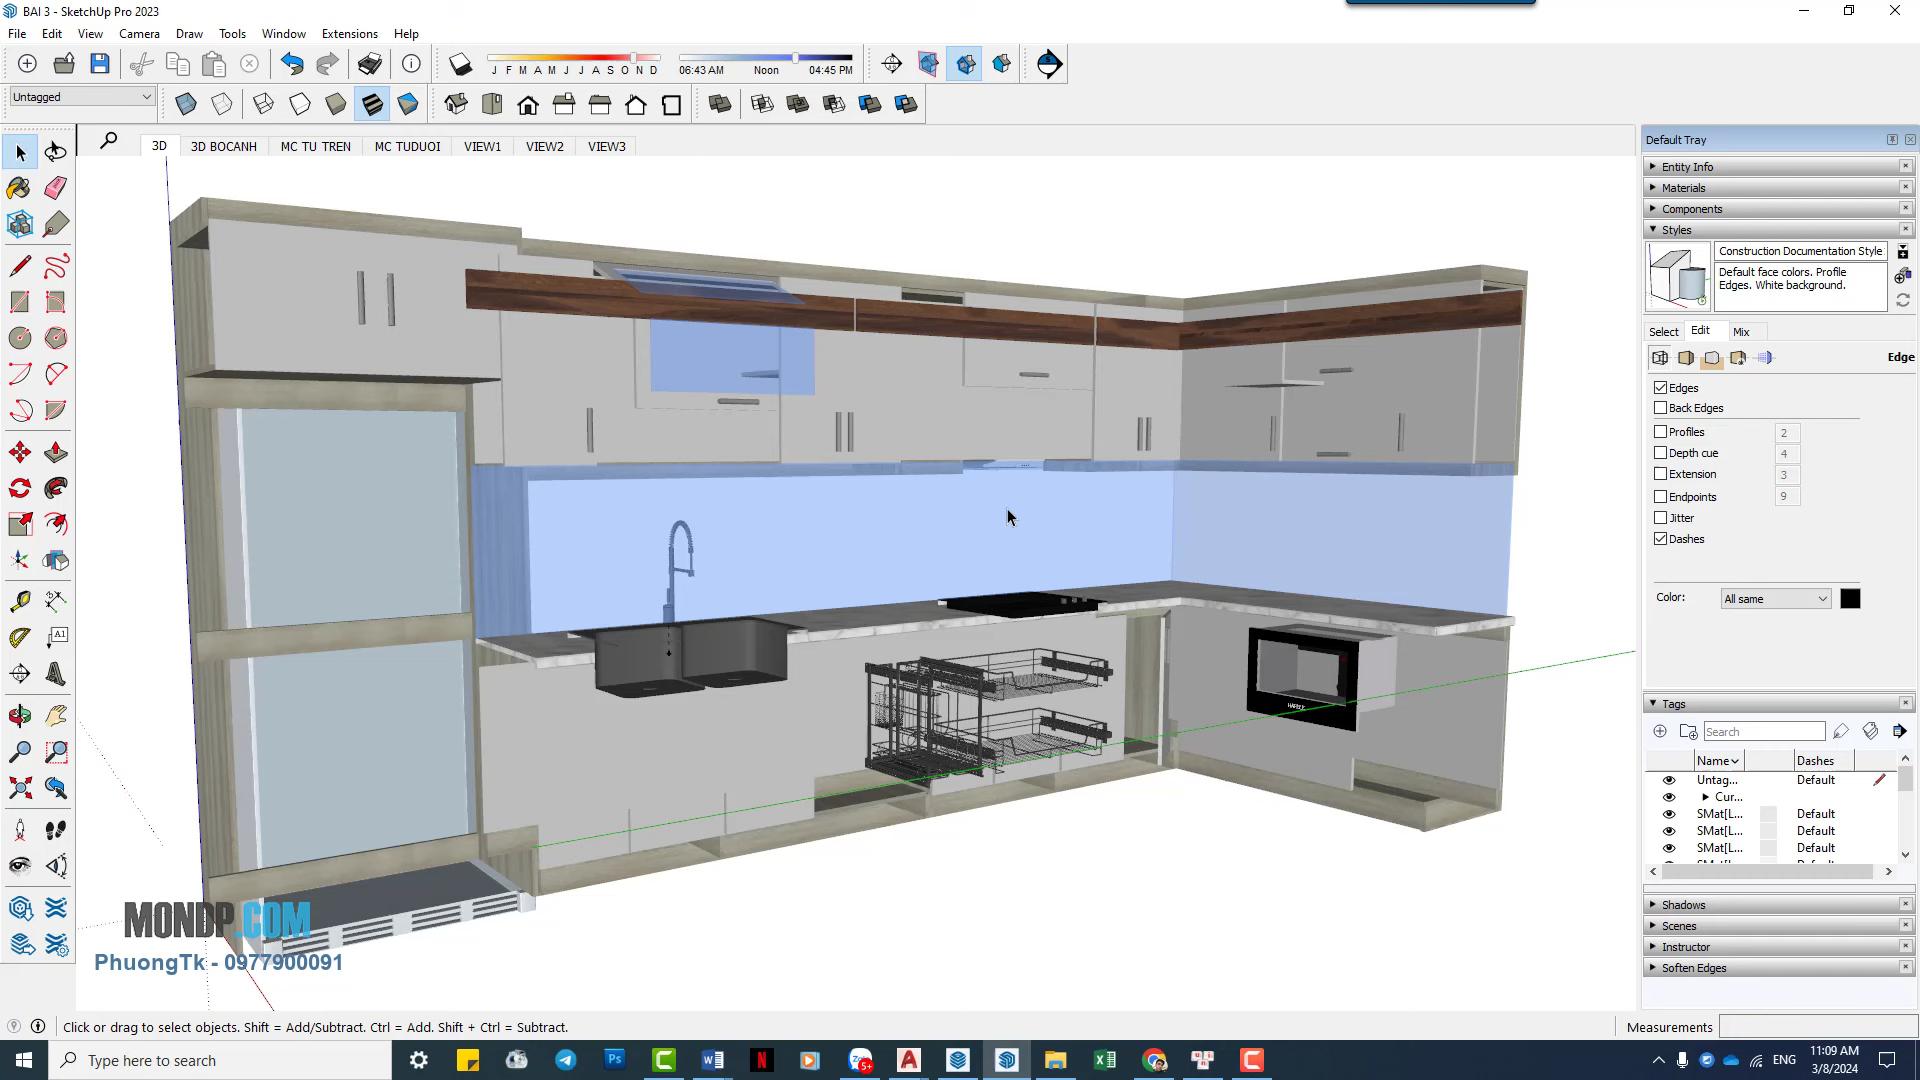 BAI 3 - SketchUp Pro 2023
File Edit View Camera Draw Tools Window Extensions Help
J F M A M J J A S O N D
06:43 AM Noon 04:45 PM
Untagged
3D 3D BOCANH MC TU TREN MC TUDUOI VIEW1 VIEW2 VIEW3
Default Tray
Entity Info
Materials
Components
Styles
Construction Documentation Style
Default face colors. Profile
Edges. White background.
Select Edit Mix
Edge
Edges
Back Edges
Profiles 2
Depth cue 4
Extension 3
Endpoints 9
Jitter
Dashes
Color: All same
Tags
Search
Name Dashes
Untag... Default
Cur...
SMat[L... Default
SMat[L... Default
SMat[L... Default
Shadows
Scenes
Instructor
Soften Edges
A1
MONDP.COM
PhuongTk - 0977900091
Click or drag to select objects. Shift = Add/Subtract. Ctrl = Add. Shift + Ctrl = Subtract.
Measurements
Type here to search
Ps
Zalo
5+
ENG
11:09 AM
3/8/2024